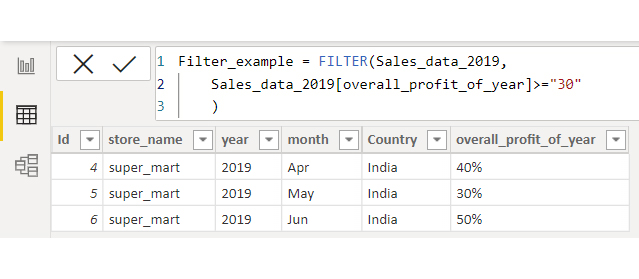 1 Filter_example = FILTER(Sales_data_2019,
2 Sales_data_2019[overall_profit_of_year]>="30"
3 )
Id store_name year month Country overall_profit_of_year
4 super_mart 2019 Apr India 40%
5 super_mart 2019 May India 30%
6 super_mart 2019 Jun India 50%